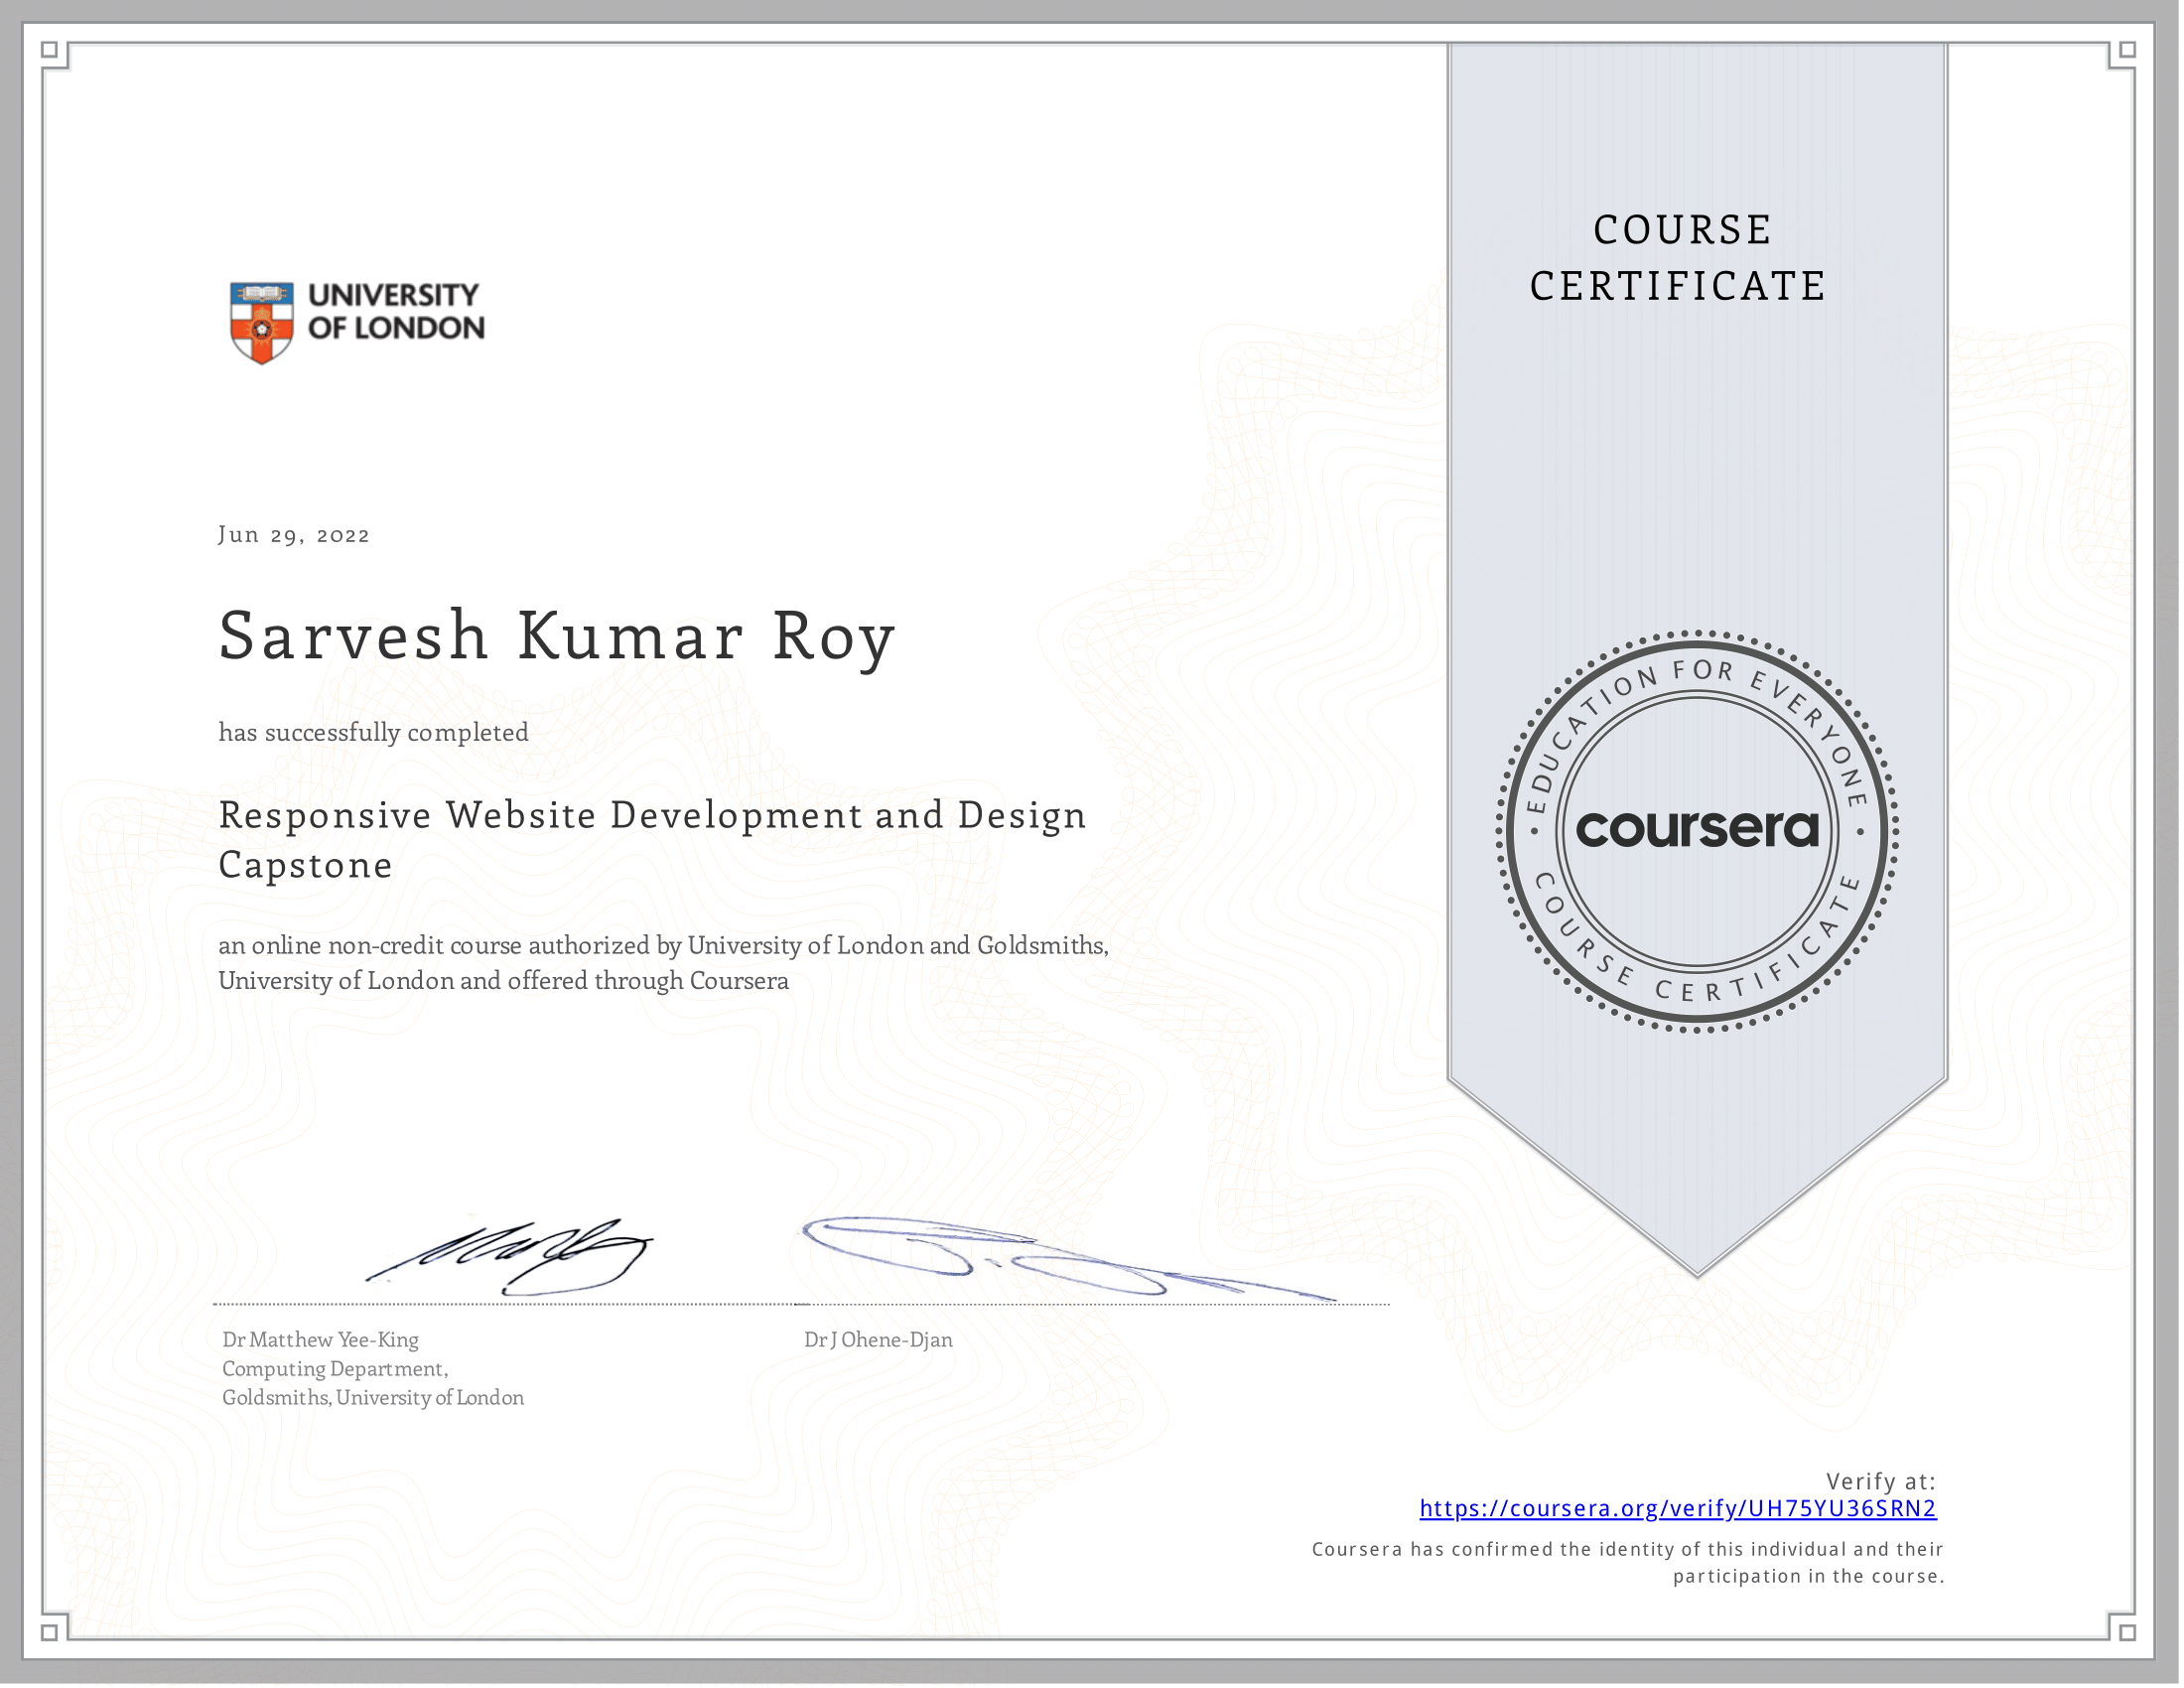 UNIVERSITY
OF LONDON
COURSE
CERTIFICATE
Jun 29, 2022
Sarvesh Kumar Roy
has successfully completed
Responsive Website Development and Design
Capstone
an online non-credit course authorized by University of London and Goldsmiths,
University of London and offered through Coursera
EDUCATION FOR EVERYONE
coursera
COURSE CERTIFICATE
Dr Matthew Yee-King
Computing Department,
Goldsmiths, University of London
Dr J Ohene-Djan
Verify at:
https://coursera.org/verify/UH75YU36SRN2
Coursera has confirmed the identity of this individual and their
participation in the course.